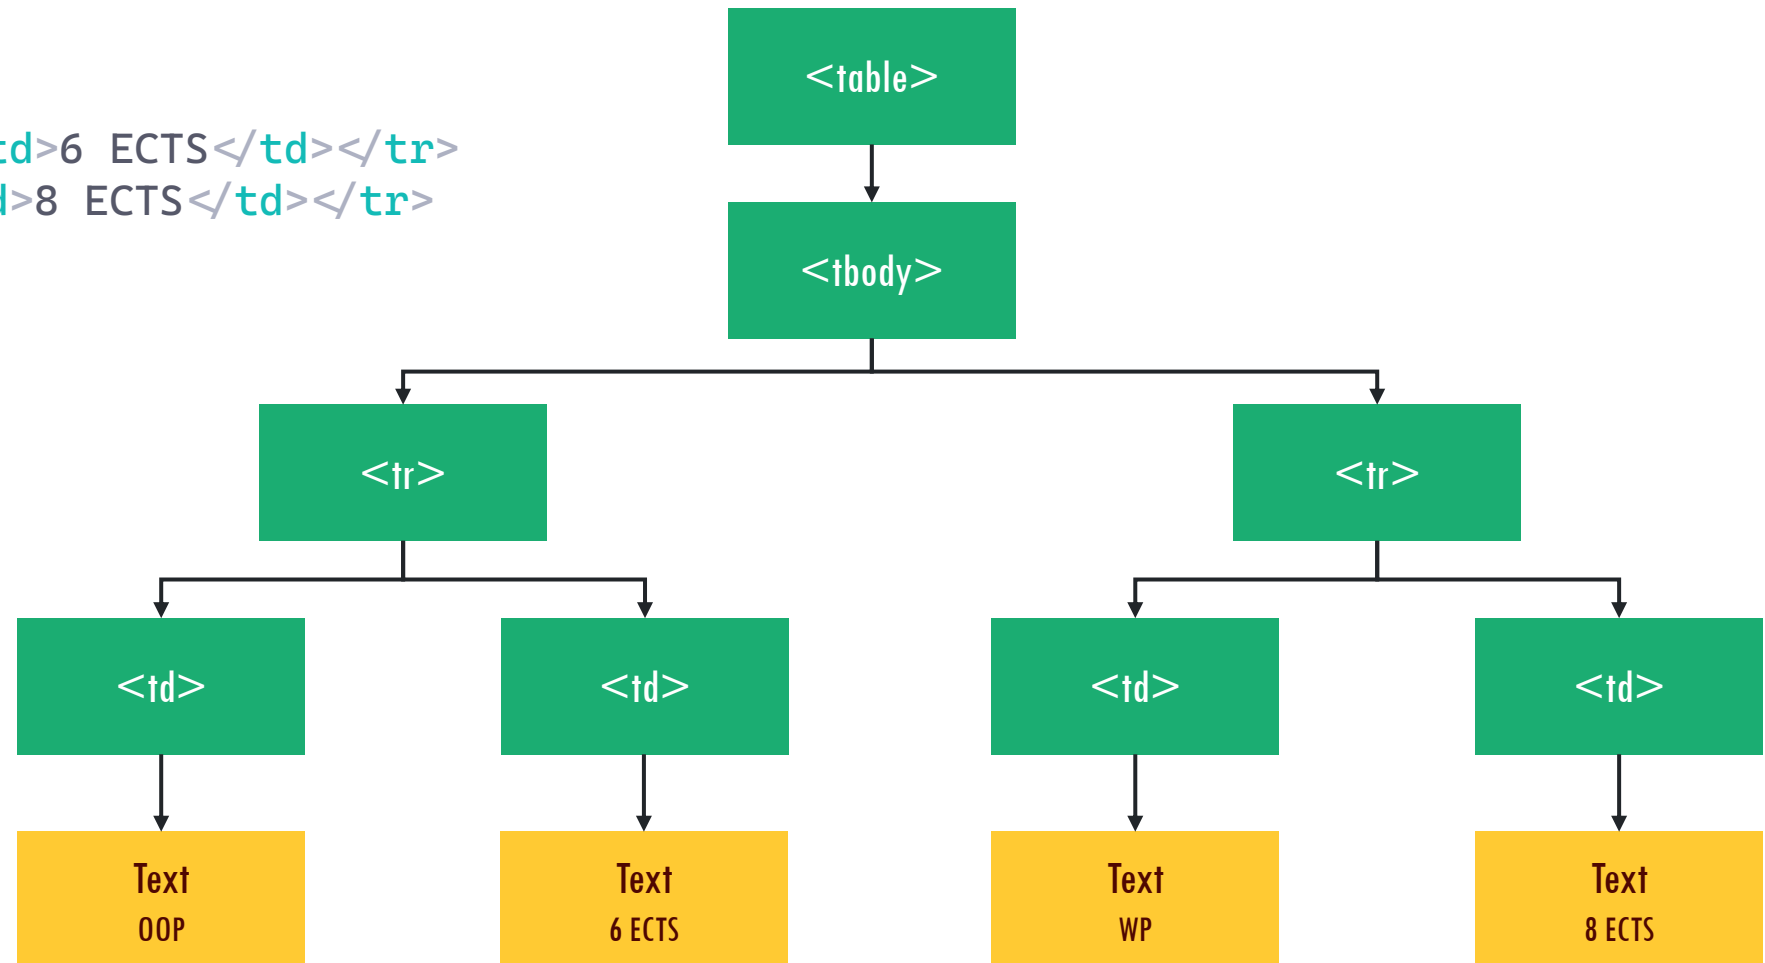 <table>
td>6 ECTS</td></tr>
d>8 ECTS</td></tr>
<tbody>
<tr>
<tr>
<td>
<td>
<td>
<td>
Text
OOP
Text
6 ECTS
Text
WP
Text
8 ECTS